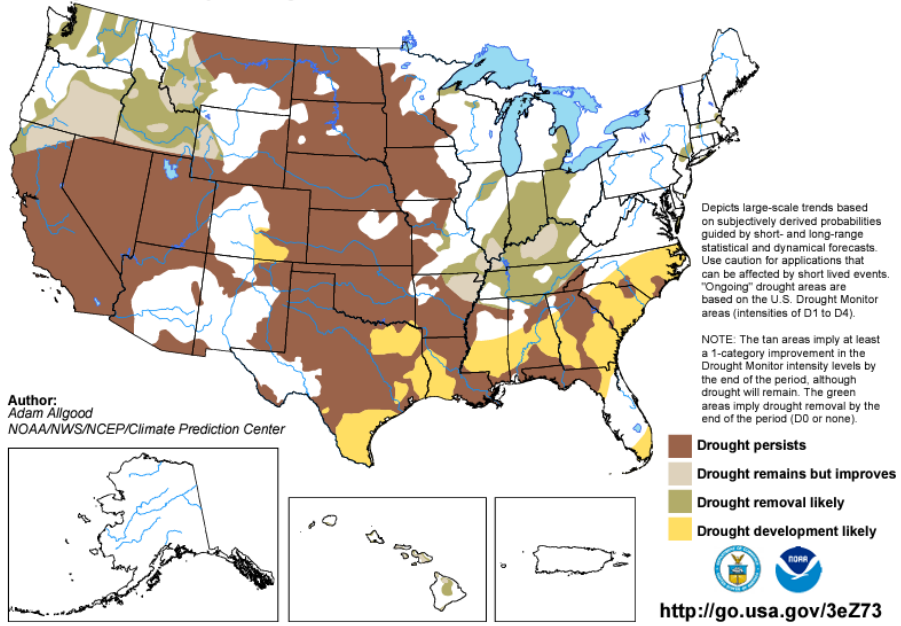 Depicts large-scale trends based
on subjectively derived probabilities
guided by short- and long-range
statistical and dynamical forecasts.
Use caution for applications that
can be affected by short lived events.
"Ongoing" drought areas are
based on the U.S. Drought Monitor
areas (intensities of D1 to D4).
NOTE: The tan areas imply at least
a 1-category improvement in the
Drought Monitor intensity levels by
the end of the period, although
drought will remain. The green
areas imply drought removal by the
end of the period (D0 or none).
Author:
Adam Allgood
NOAA/NWS/NCEP/Climate Prediction Center
Drought persists
Drought remains but improves
Drought removal likely
Drought development likely
NOAA
http://go.usa.gov/3eZ73